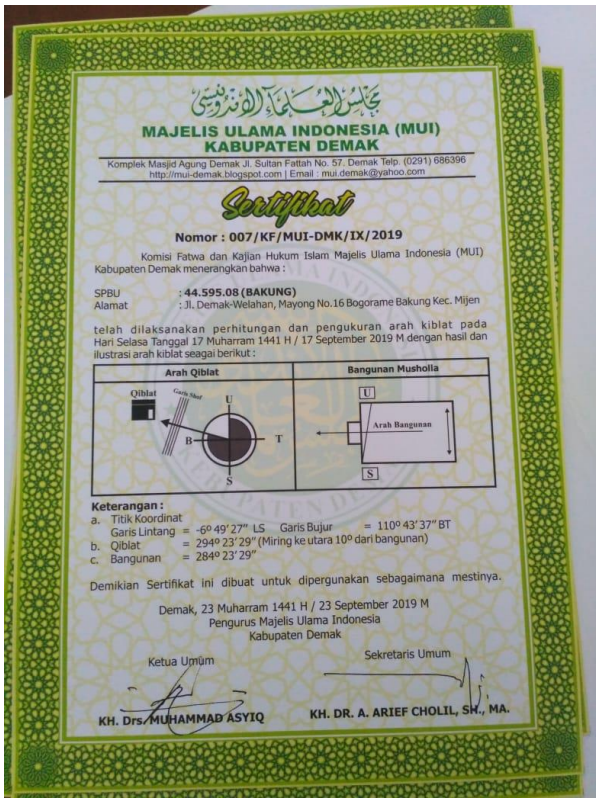 مجلس العلماء الاندونيسي
MAJELIS ULAMA INDONESIA (MUI)
KABUPATEN DEMAK
Komplek Masjid Agung Demak Jl. Sultan Fattah No. 57. Demak Telp. (0291) 686396
http://mui-demak.blogspot.com | Email : mui.demak@yahoo.com
Sertifikat
Nomor : 007/KF/MUI-DMK/IX/2019
Komisi Fatwa dan Kajian Hukum Islam Majelis Ulama Indonesia (MUI)
Kabupaten Demak menerangkan bahwa :
SPBU : 44.595.08 (BAKUNG)
Alamat : Jl. Demak-Welahan, Mayong No.16 Bogorame Bakung Kec. Mijen
telah dilaksanakan perhitungan dan pengukuran arah kiblat pada
Hari Selasa Tanggal 17 Muharram 1441 H / 17 September 2019 M dengan hasil dan
ilustrasi arah kiblat seagai berikut :
Arah Qiblat
Bangunan Musholla
Qiblat
Garis Shof
U
B
T
S
U
Arah Bangunan
S
Keterangan :
a. Titik Koordinat
Garis Lintang = -6º 49' 27" LS Garis Bujur = 110º 43' 37" BT
b. Qiblat = 294º 23' 29" (Miring ke utara 10º dari bangunan)
c. Bangunan = 284º 23' 29"
Demikian Sertifikat ini dibuat untuk dipergunakan sebagaimana mestinya.
Demak, 23 Muharram 1441 H / 23 September 2019 M
Pengurus Majelis Ulama Indonesia
Kabupaten Demak
Ketua Umum
Sekretaris Umum
KH. Drs. MUHAMMAD ASYIQ
KH. DR. A. ARIEF CHOLIL, SH., MA.